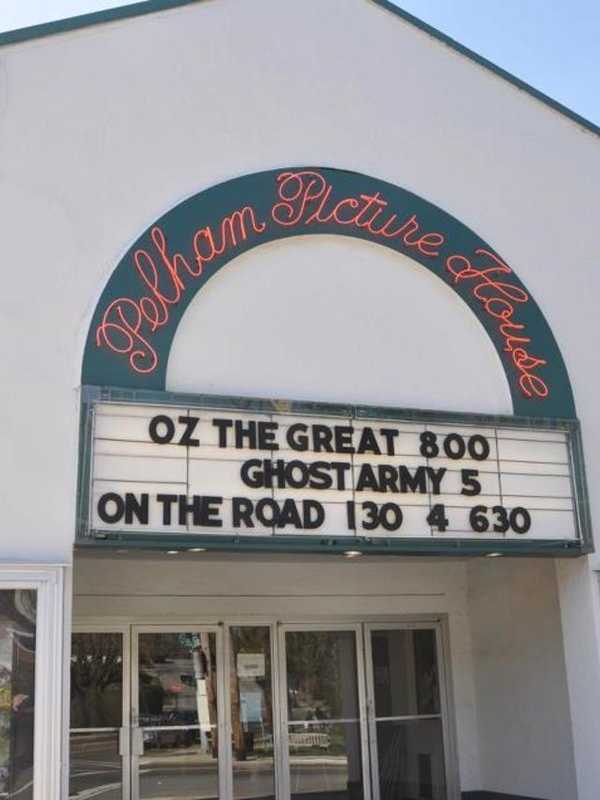 Pelham Picture House
OZ THE GREAT 800
GHOST ARMY 5
ON THE ROAD 130 4 630